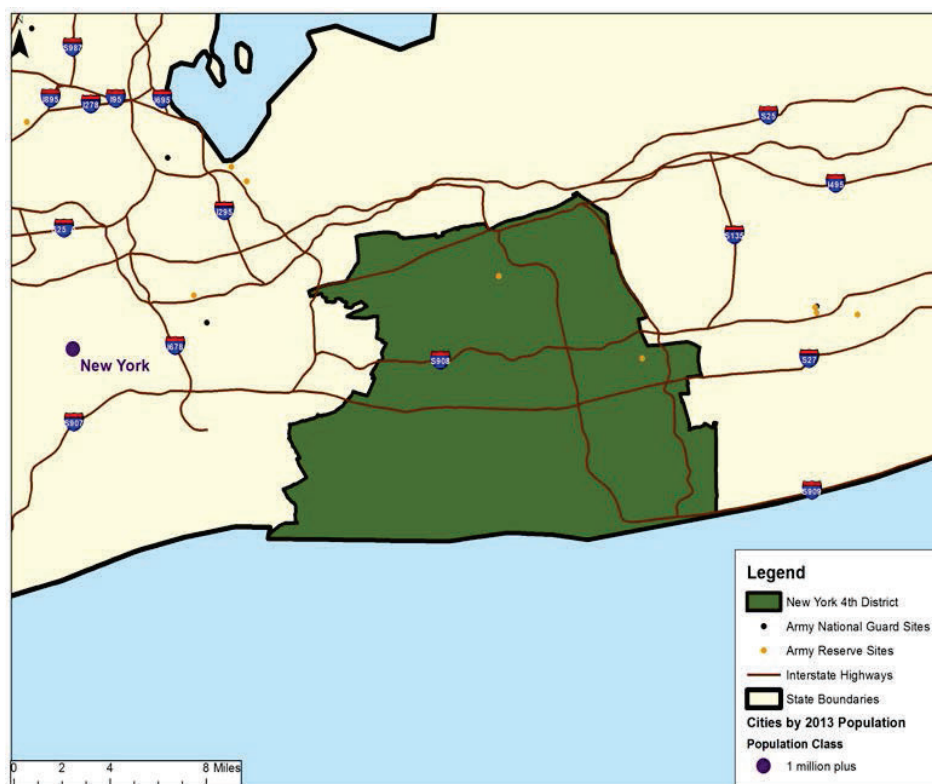 N
S987
I895
I278
I95
I695
S25
I495
I295
S25
S135
New York
I678
S908
S27
S907
S909
Legend
New York 4th District
Army National Guard Sites
Army Reserve Sites
Interstate Highways
State Boundaries
Cities by 2013 Population
Population Class
1 million plus
0 2 4 8 Miles